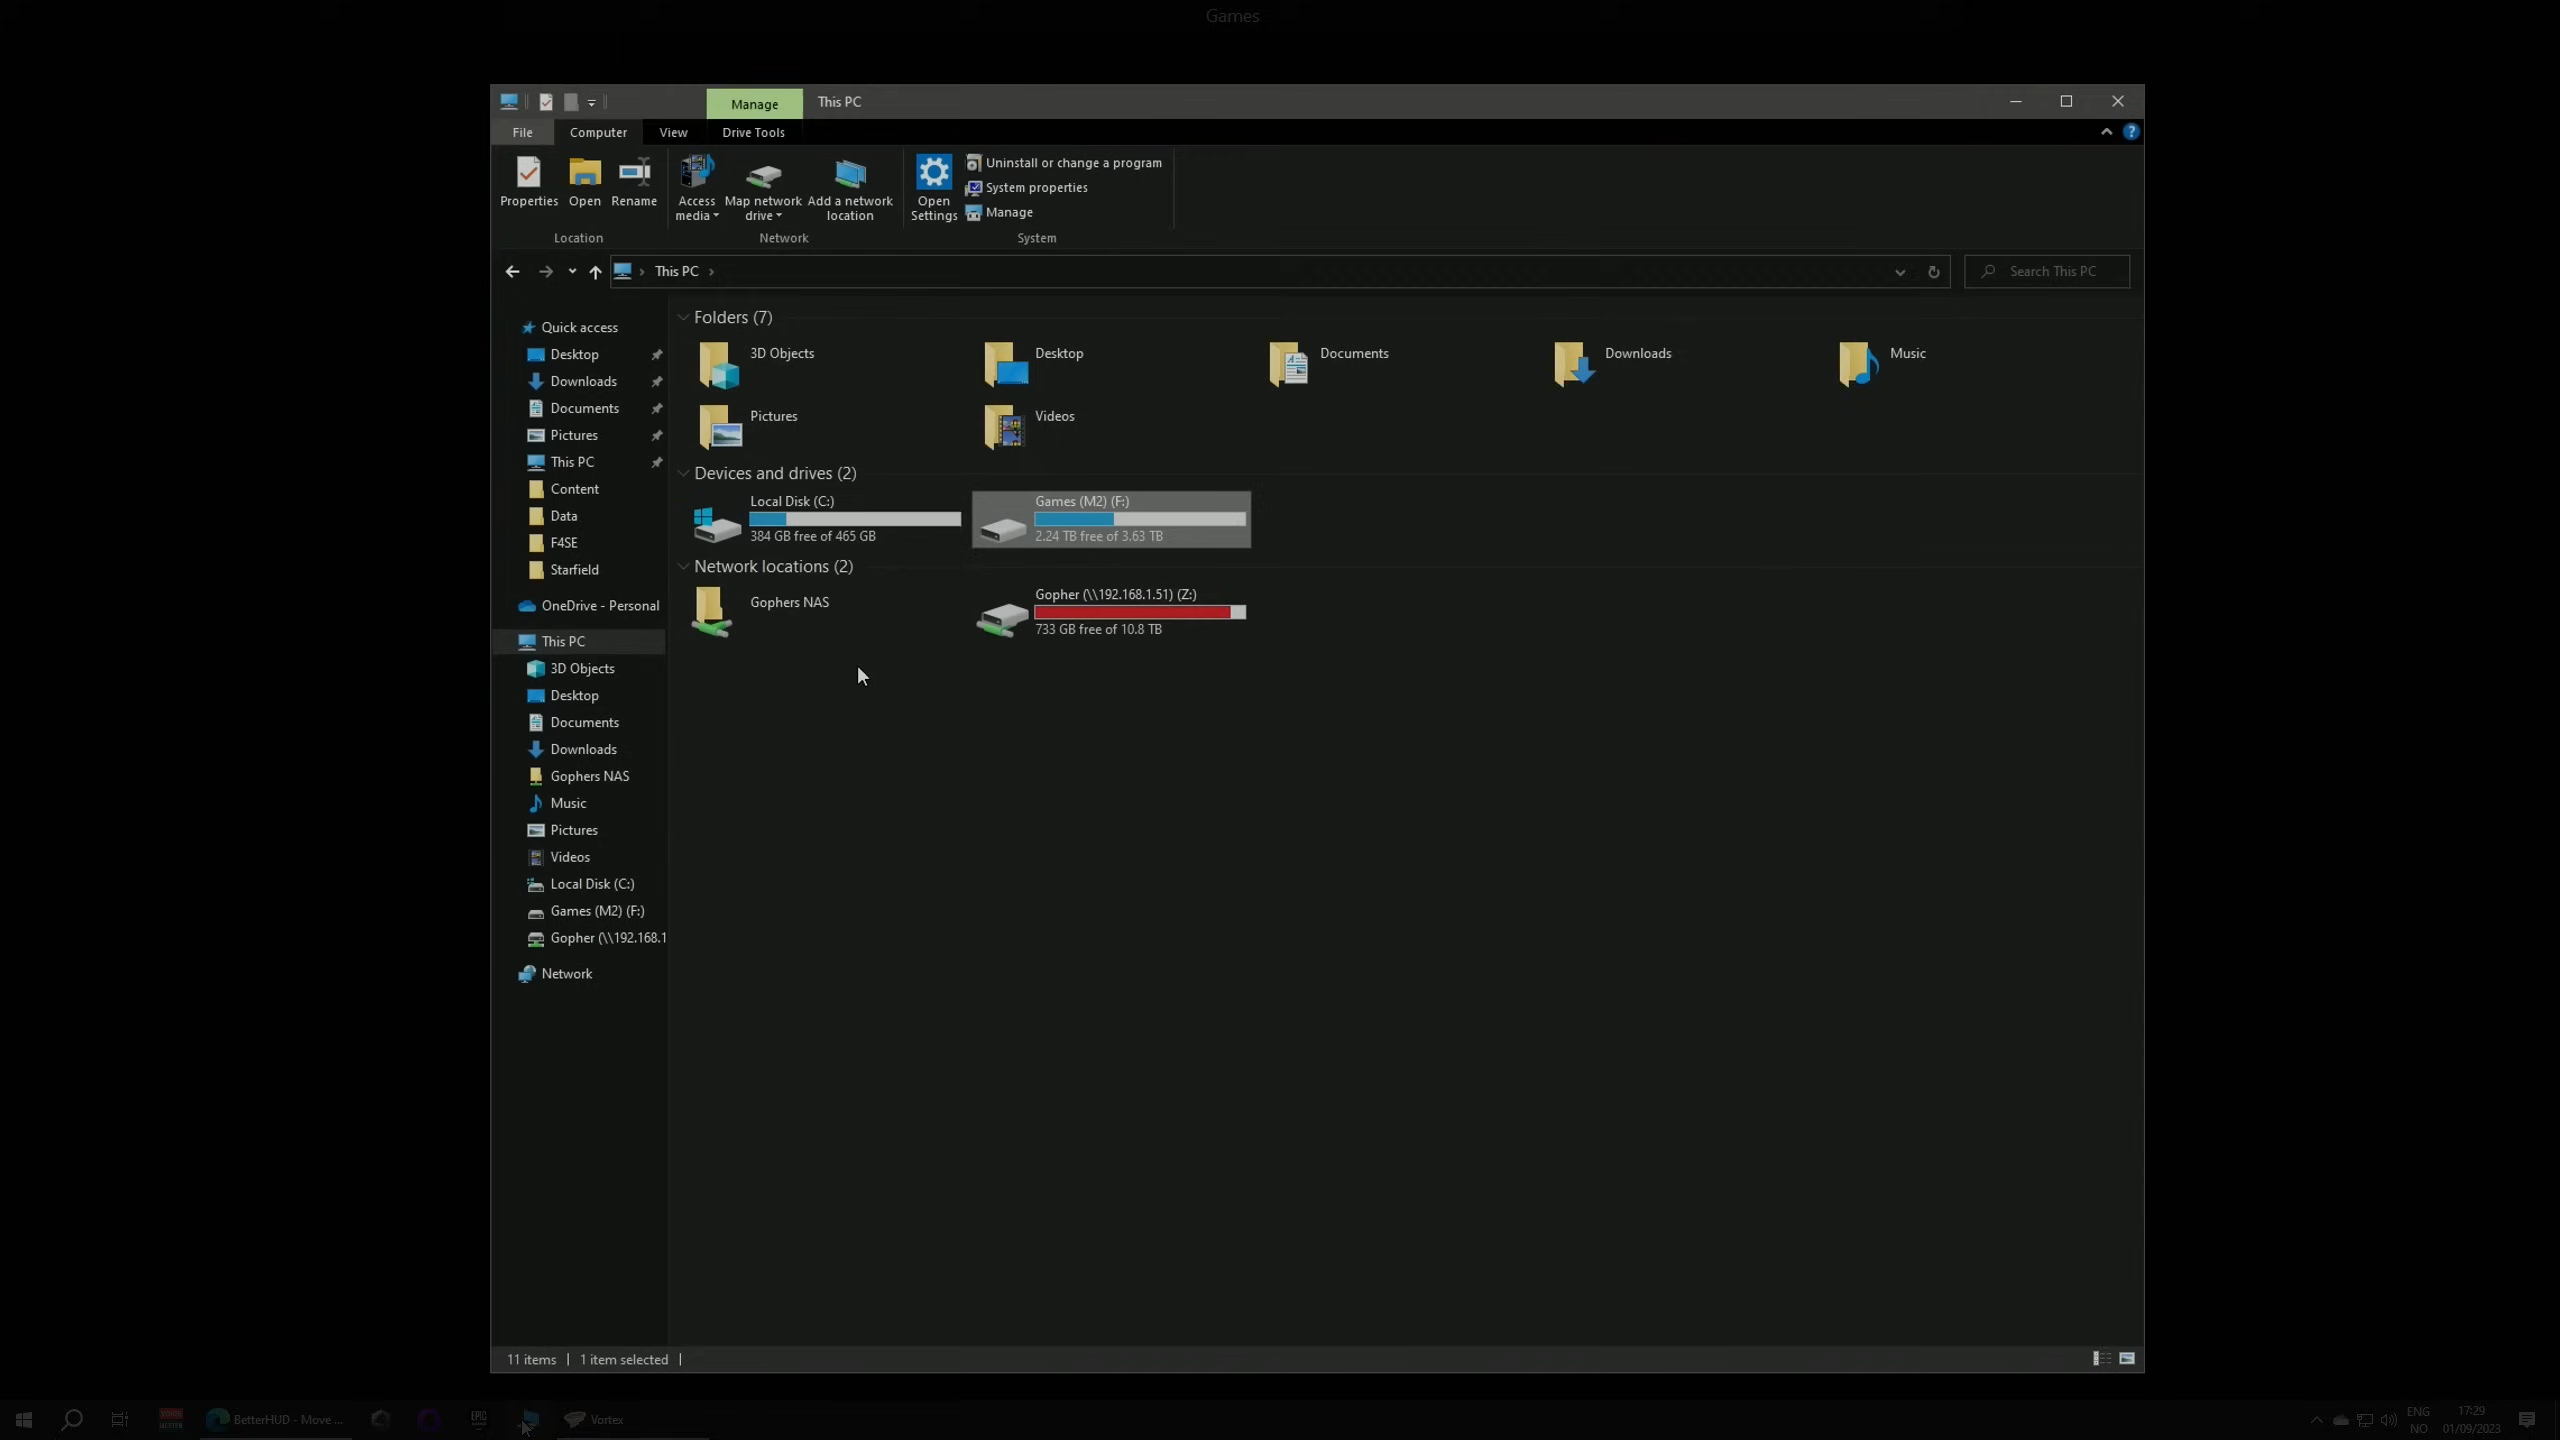 Games
Manage
This PC
File
Computer
View
Drive Tools
Properties
Open
Rename
Access media
Map network drive
Add a network location
Open Settings
Uninstall or change a program
System properties
Manage
Location
Network
System
This PC
Search This PC
Quick access
Desktop
Downloads
Documents
Pictures
This PC
Content
Data
F4SE
Starfield
OneDrive - Personal
This PC
3D Objects
Desktop
Documents
Downloads
Gophers NAS
Music
Pictures
Videos
Local Disk (C:)
Games (M2) (F:)
Gopher (\\192.168.1
Network
Folders (7)
3D Objects
Desktop
Documents
Downloads
Music
Pictures
Videos
Devices and drives (2)
Local Disk (C:)
384 GB free of 465 GB
Games (M2) (F:)
2.24 TB free of 3.63 TB
Network locations (2)
Gophers NAS
Gopher (\\192.168.1.51) (Z:)
733 GB free of 10.8 TB
11 items
1 item selected
BetterHUD - Move ...
EPIC
Vortex
ENG
NO
17:29
01/09/2023